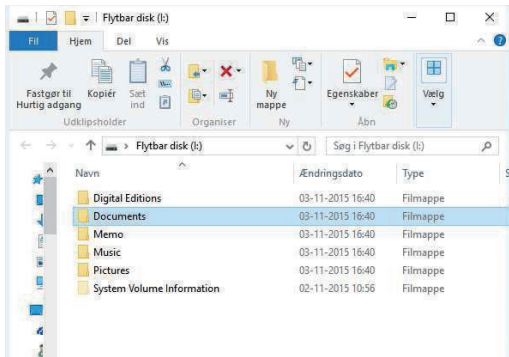 Flytbar disk (I:)
Fil Hjem Del Vis
Fastgør til Hurtig adgang
Kopiér
Sæt ind
Ny mappe
Egenskaber
Vælg
Udklipsholder Organiser Ny Åbn
Flytbar disk (I:)
Søg i Flytbar disk (I:)
Navn Ændringsdato Type S
Digital Editions 03-11-2015 16:40 Filmappe
Documents 03-11-2015 16:40 Filmappe
Memo 03-11-2015 16:40 Filmappe
Music 03-11-2015 16:40 Filmappe
Pictures 03-11-2015 16:40 Filmappe
System Volume Information 02-11-2015 10:56 Filmappe